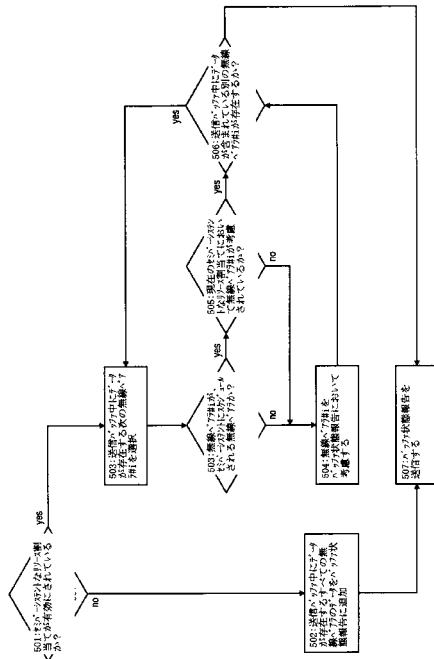 501:ｾﾐﾊﾟｰｼｽﾃﾝﾄなﾘｿｰｽ割
当てが有効にされている
か?
yes
no
502:送信ﾊﾞｯﾌｧ中にﾃﾞｰﾀ
が存在するすべての無
線ﾍﾞｱﾗのﾃﾞｰﾀをﾊﾞｯﾌｧ状
態報告に追加
503:送信ﾊﾞｯﾌｧ中にﾃﾞｰﾀ
が存在する次の無線ﾍﾞｱ
ﾗ#iを選択
503:無線ﾍﾞｱﾗ#iが､
ｾﾐﾊﾟｰｼｽﾃﾝﾄにｽｹｼﾞｭｰﾙ
される無線ﾍﾞｱﾗか?
yes
no
504:無線ﾍﾞｱﾗ#iを
ﾊﾞｯﾌｧ状態報告において
考慮する
505:現在のｾﾐﾊﾟｰｼｽﾃﾝ
ﾄなﾘｿｰｽ割当てにおい
て無線ﾍﾞｱﾗ#iが考慮
されているか?
yes
no
506:送信ﾊﾞｯﾌｧ中にﾃﾞｰﾀ
が含まれている別の無線
ﾍﾞｱﾗ#iが存在するか?
yes
507:ﾊﾞｯﾌｧ状態報告を
送信する